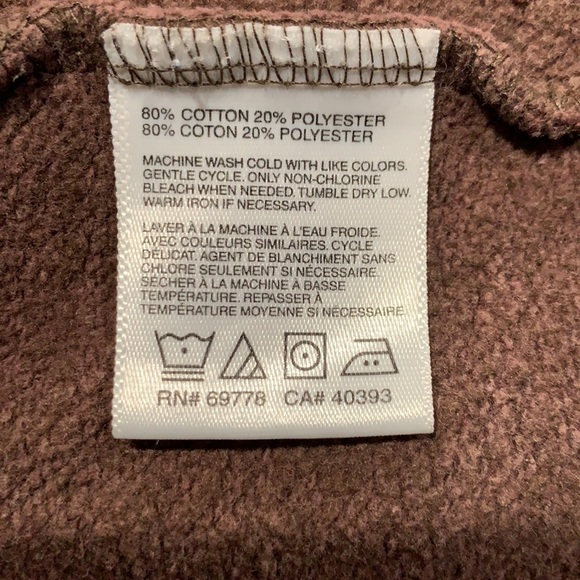 80% COTTON 20% POLYESTER
80% COTON 20% POLYESTER
MACHINE WASH COLD WITH LIKE COLORS.
GENTLE CYCLE. ONLY NON-CHLORINE
BLEACH WHEN NEEDED. TUMBLE DRY LOW.
WARM IRON IF NECESSARY.
LAVER À LA MACHINE À L'EAU FROIDE.
AVEC COULEURS SIMILAIRES. CYCLE
DÉLICAT. AGENT DE BLANCHIMENT SANS
CHLORE SEULEMENT SI NÉCESSAIRE.
SÉCHER À LA MACHINE À BASSE
TEMPÉRATURE. REPASSER À
TEMPÉRATURE MOYENNE SI NÉCESSAIRE.
RN# 69778 CA# 40393